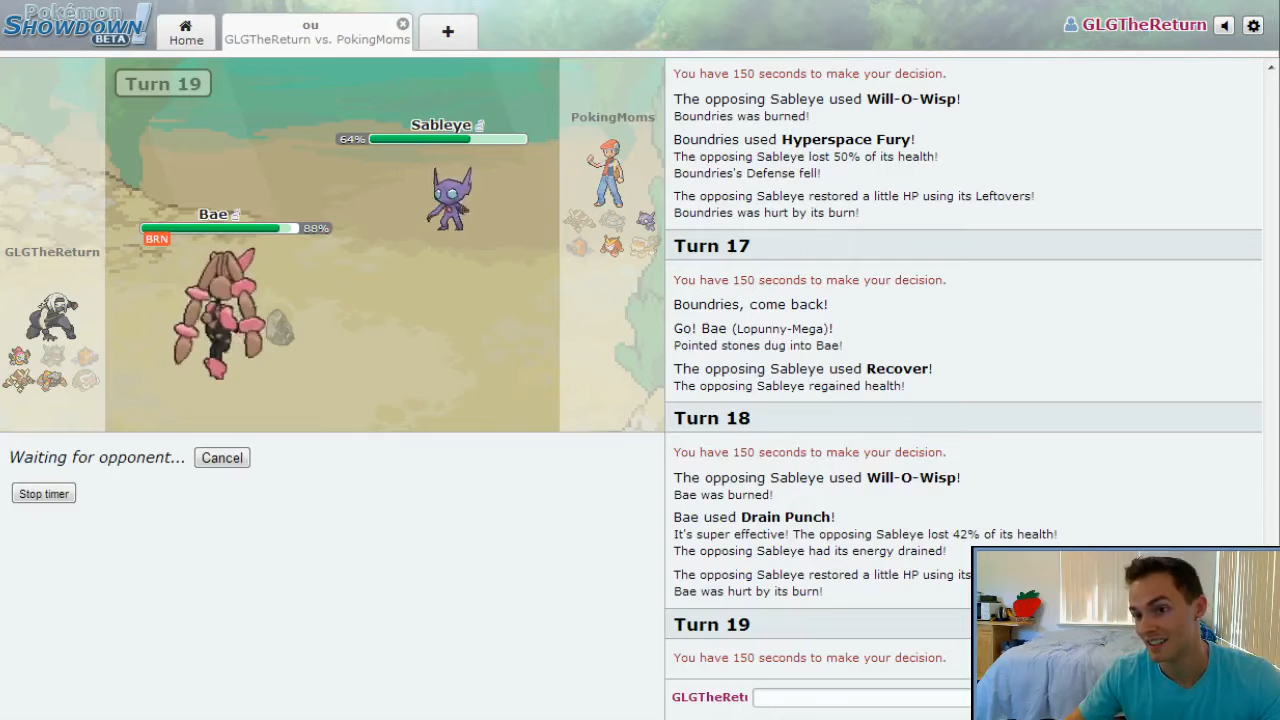 Pokémon
SHOWDOWN!
BETA
Home
ou
GLGTheReturn vs. PokingMoms
+
GLGTheReturn
Turn 19
Sableye
64%
Bae
88%
BRN
GLGTheReturn
PokingMoms
Waiting for opponent...
Cancel
Stop timer
You have 150 seconds to make your decision.
The opposing Sableye used Will-O-Wisp!
Boundries was burned!
Boundries used Hyperspace Fury!
The opposing Sableye lost 50% of its health!
Boundries's Defense fell!
The opposing Sableye restored a little HP using its Leftovers!
Boundries was hurt by its burn!
Turn 17
You have 150 seconds to make your decision.
Boundries, come back!
Go! Bae (Lopunny-Mega)!
Pointed stones dug into Bae!
The opposing Sableye used Recover!
The opposing Sableye regained health!
Turn 18
You have 150 seconds to make your decision.
The opposing Sableye used Will-O-Wisp!
Bae was burned!
Bae used Drain Punch!
It's super effective! The opposing Sableye lost 42% of its health!
The opposing Sableye had its energy drained!
The opposing Sableye restored a little HP using its
Bae was hurt by its burn!
Turn 19
You have 150 seconds to make your decision.
GLGTheRetu